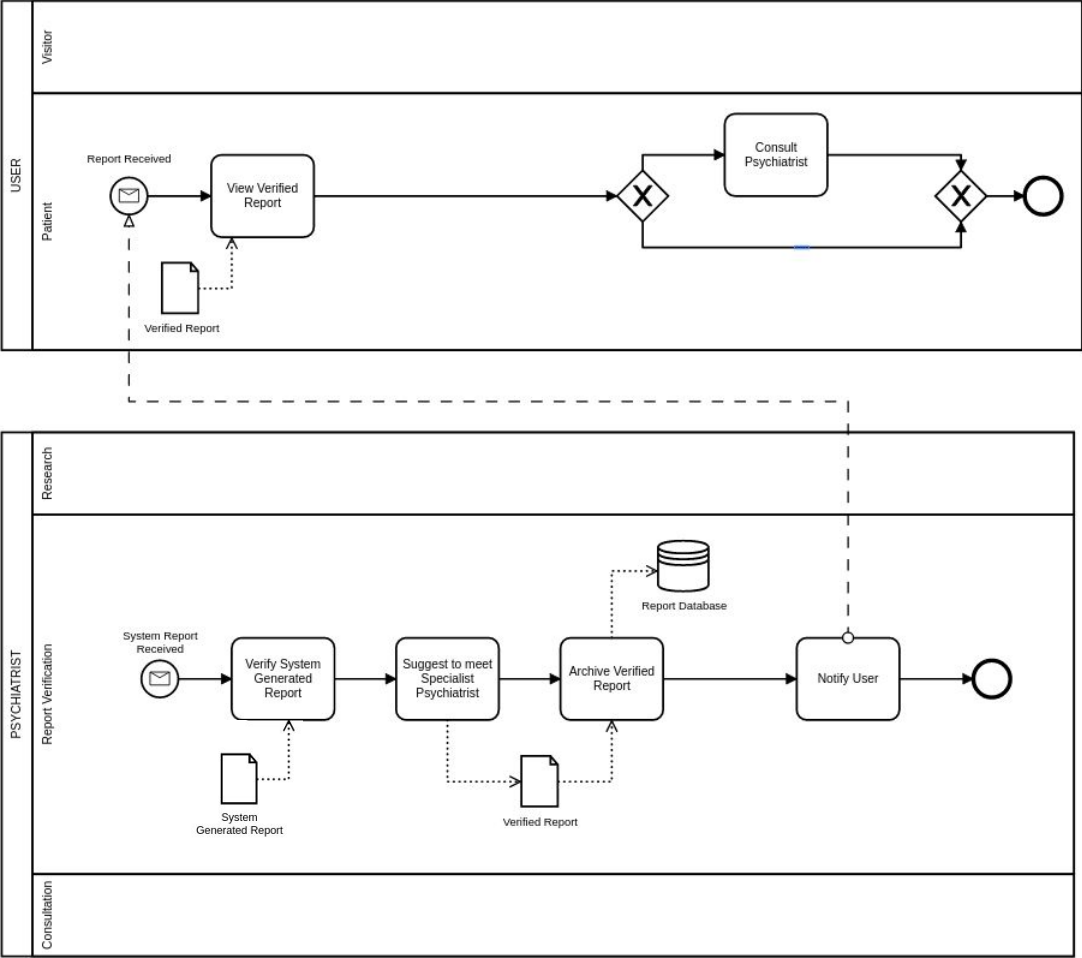 USER
Visitor
Patient
Report Received
View Verified
Report
Verified Report
X
Consult
Psychiatrist
X
PSYCHIATRIST
Research
Report Verification
Consultation
System Report
Received
Verify System
Generated
Report
System
Generated Report
Suggest to meet
Specialist
Psychiatrist
Verified Report
Archive Verified
Report
Report Database
Notify User